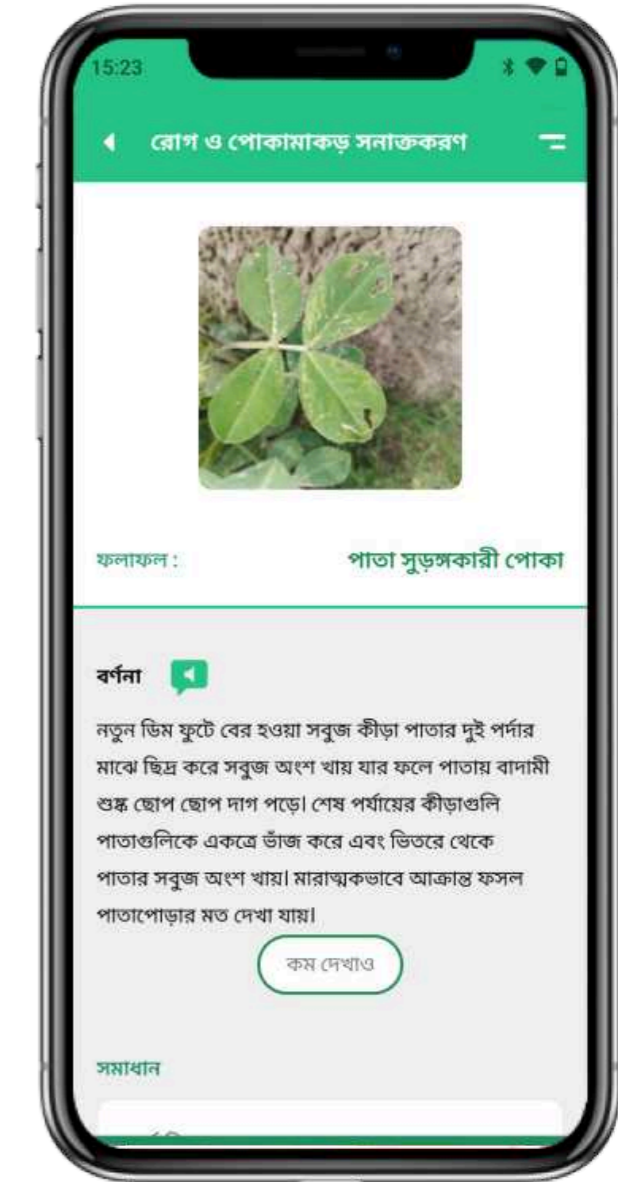 15:23
রোগ ও পোকামাকড় সনাক্তকরণ
ফলাফল :
পাতা সুড়ঙ্গকারী পোকা
বর্ণনা
নতুন ডিম ফুটে বের হওয়া সবুজ কীড়া পাতার দুই পর্দার
মাঝে ছিদ্র করে সবুজ অংশ খায় যার ফলে পাতায় বাদামী
শুষ্ক ছোপ ছোপ দাগ পড়ে। শেষ পর্যায়ের কীড়াগুলি
পাতাগুলিকে একত্রে ভাঁজ করে এবং ভিতরে থেকে
পাতার সবুজ অংশ খায়। মারাত্মকভাবে আক্রান্ত ফসল
পাতাপোড়ার মত দেখা যায়।
কম দেখাও
সমাধান